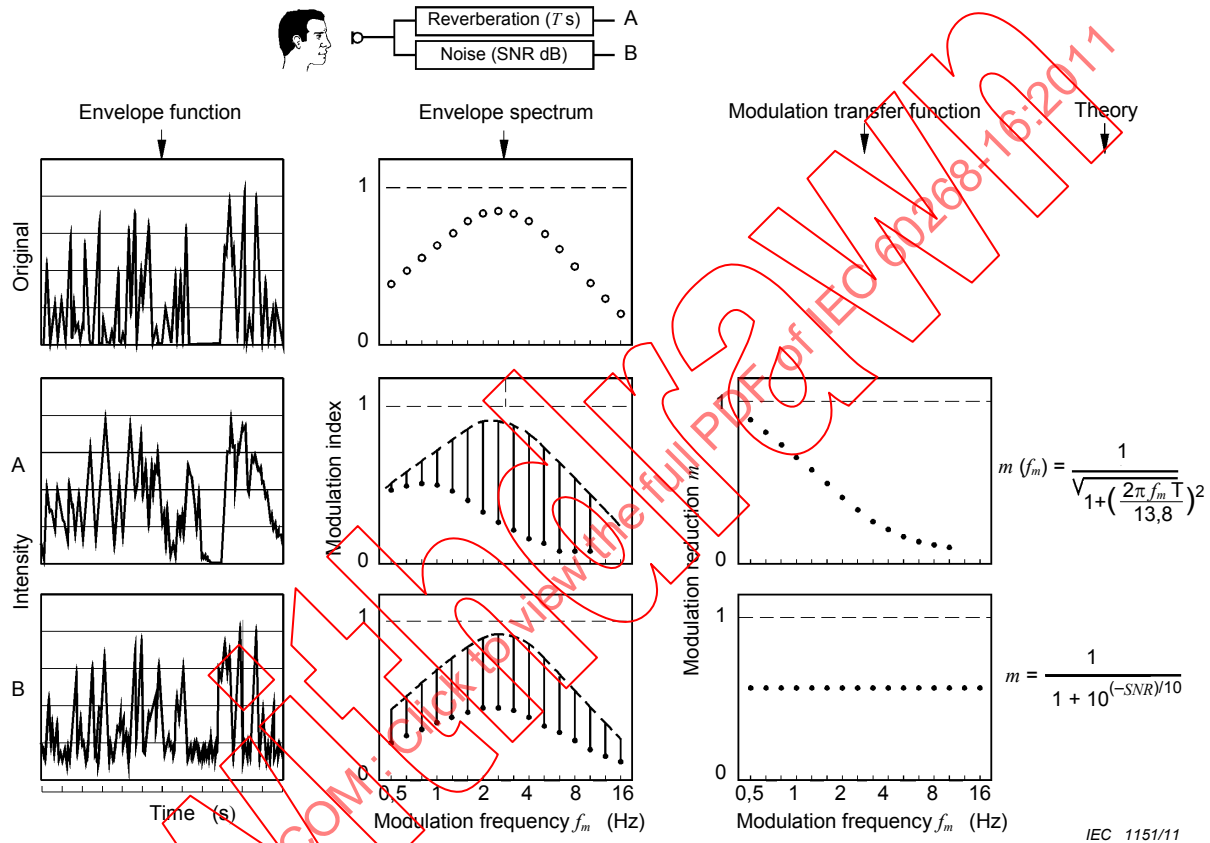 Reverberation (T s) A
Noise (SNR dB) B
Envelope function
Envelope spectrum
Modulation transfer function
Theory
Original
1
0
A
Intensity
Modulation index
1
0
Modulation reduction m
1
0
m (fm) = 1 / √1+(2π fm T / 13,8)2
B
1
0
1
0
m = 1 / 1 + 10(–SNR)/10
Time (s)
0,5 1 2 4 8 16
Modulation frequency fm (Hz)
0,5 1 2 4 8 16
Modulation frequency fm (Hz)
IEC 1151/11
Withdrawn
.COM : Click to view the full PDF of IEC 60268-16:2011